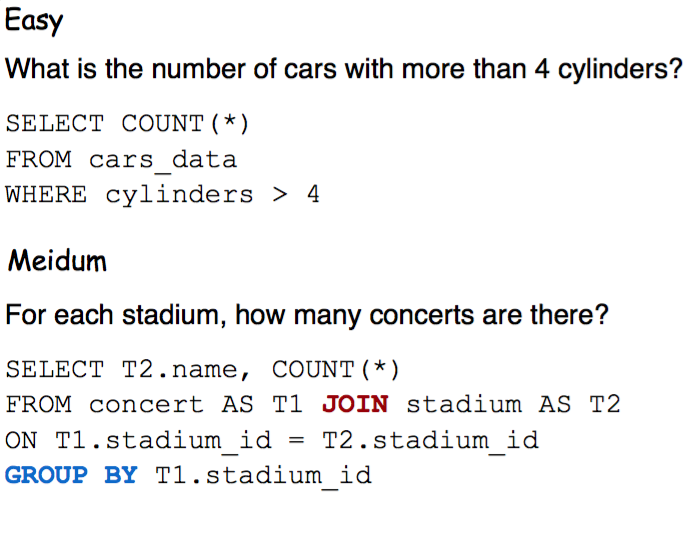 Easy
What is the number of cars with more than 4 cylinders?
SELECT COUNT(*)
FROM cars_data
WHERE cylinders > 4
Meidum
For each stadium, how many concerts are there?
SELECT T2.name, COUNT(*)
FROM concert AS T1 JOIN stadium AS T2
ON T1.stadium_id = T2.stadium_id
GROUP BY T1.stadium_id